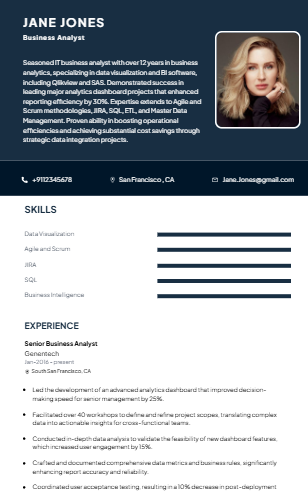 JANE JONES
Business Analyst
Seasoned IT business analyst with over 12 years in business
analytics, specializing in data visualization and BI software,
including Qlikview and SAS. Demonstrated success in
leading major analytics dashboard projects that enhanced
reporting efficiency by 30%. Expertise extends to Agile and
Scrum methodologies, JIRA, SQL, ETL, and Master Data
Management. Proven ability in boosting operational
efficiencies and achieving substantial cost savings through
strategic data integration projects.
+9112345678
San Francisco, CA
Jane.Jones@gmail.com
SKILLS
Data Visualization
Agile and Scrum
JIRA
SQL
Business Intelligence
EXPERIENCE
Senior Business Analyst
Genentech
Jan-2016 - present
South San Francisco, CA
Led the development of an advanced analytics dashboard that improved decision-
making speed for senior management by 25%.
Facilitated over 40 workshops to define and refine project scopes, translating complex
data into actionable insights for cross-functional teams.
Conducted in-depth data analysis to validate the feasibility of new dashboard features,
which increased user engagement by 15%.
Crafted and documented comprehensive data metrics and business rules, significantly
enhancing report accuracy and reliability.
Coordinated user acceptance testing, resulting in a 10% decrease in post-deployment